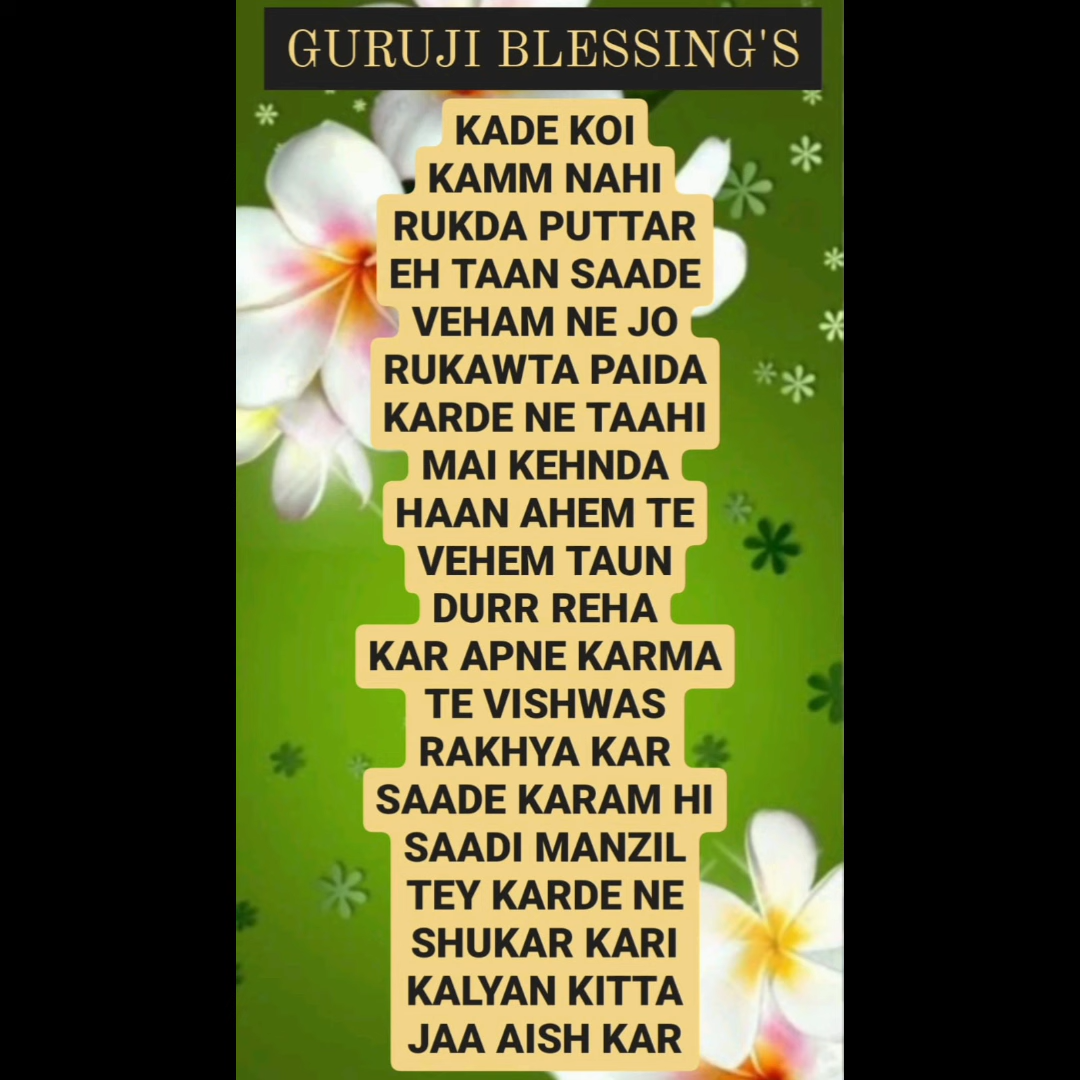 GURUJI BLESSING'S
KADE KOI
KAMM NAHI
RUKDA PUTTAR
EH TAAN SAADE
VEHAM NE JO
RUKAWTA PAIDA
KARDE NE TAAHI
MAI KEHNDA
HAAN AHEM TE
VEHEM TAUN
DURR REHA
KAR APNE KARMA
TE VISHWAS
RAKHYA KAR
SAADE KARAM HI
SAADI MANZIL
TEY KARDE NE
SHUKAR KARI
KALYAN KITTA
JAA AISH KAR